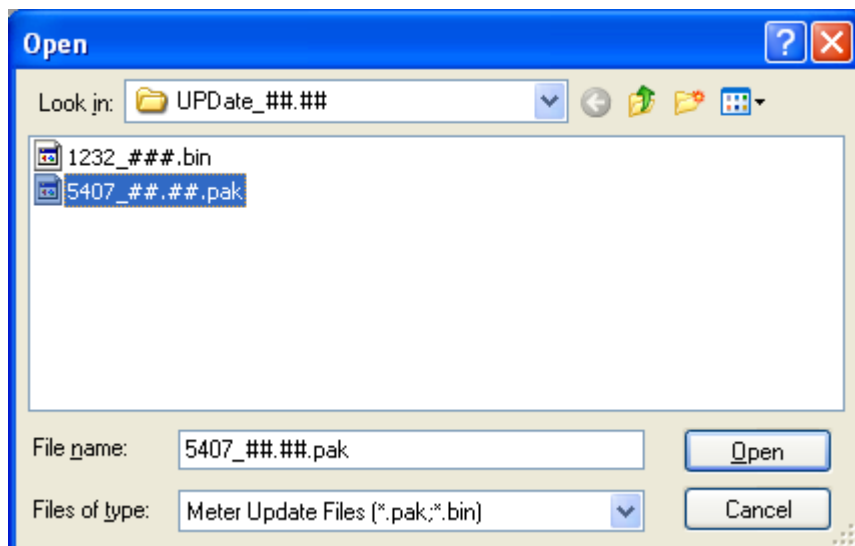 Open
Look in: UPDate_##.##
1232_###.bin
5407_##.##.pak
File name: 5407_##.##.pak Open
Files of type: Meter Update Files (*.pak;*.bin) Cancel